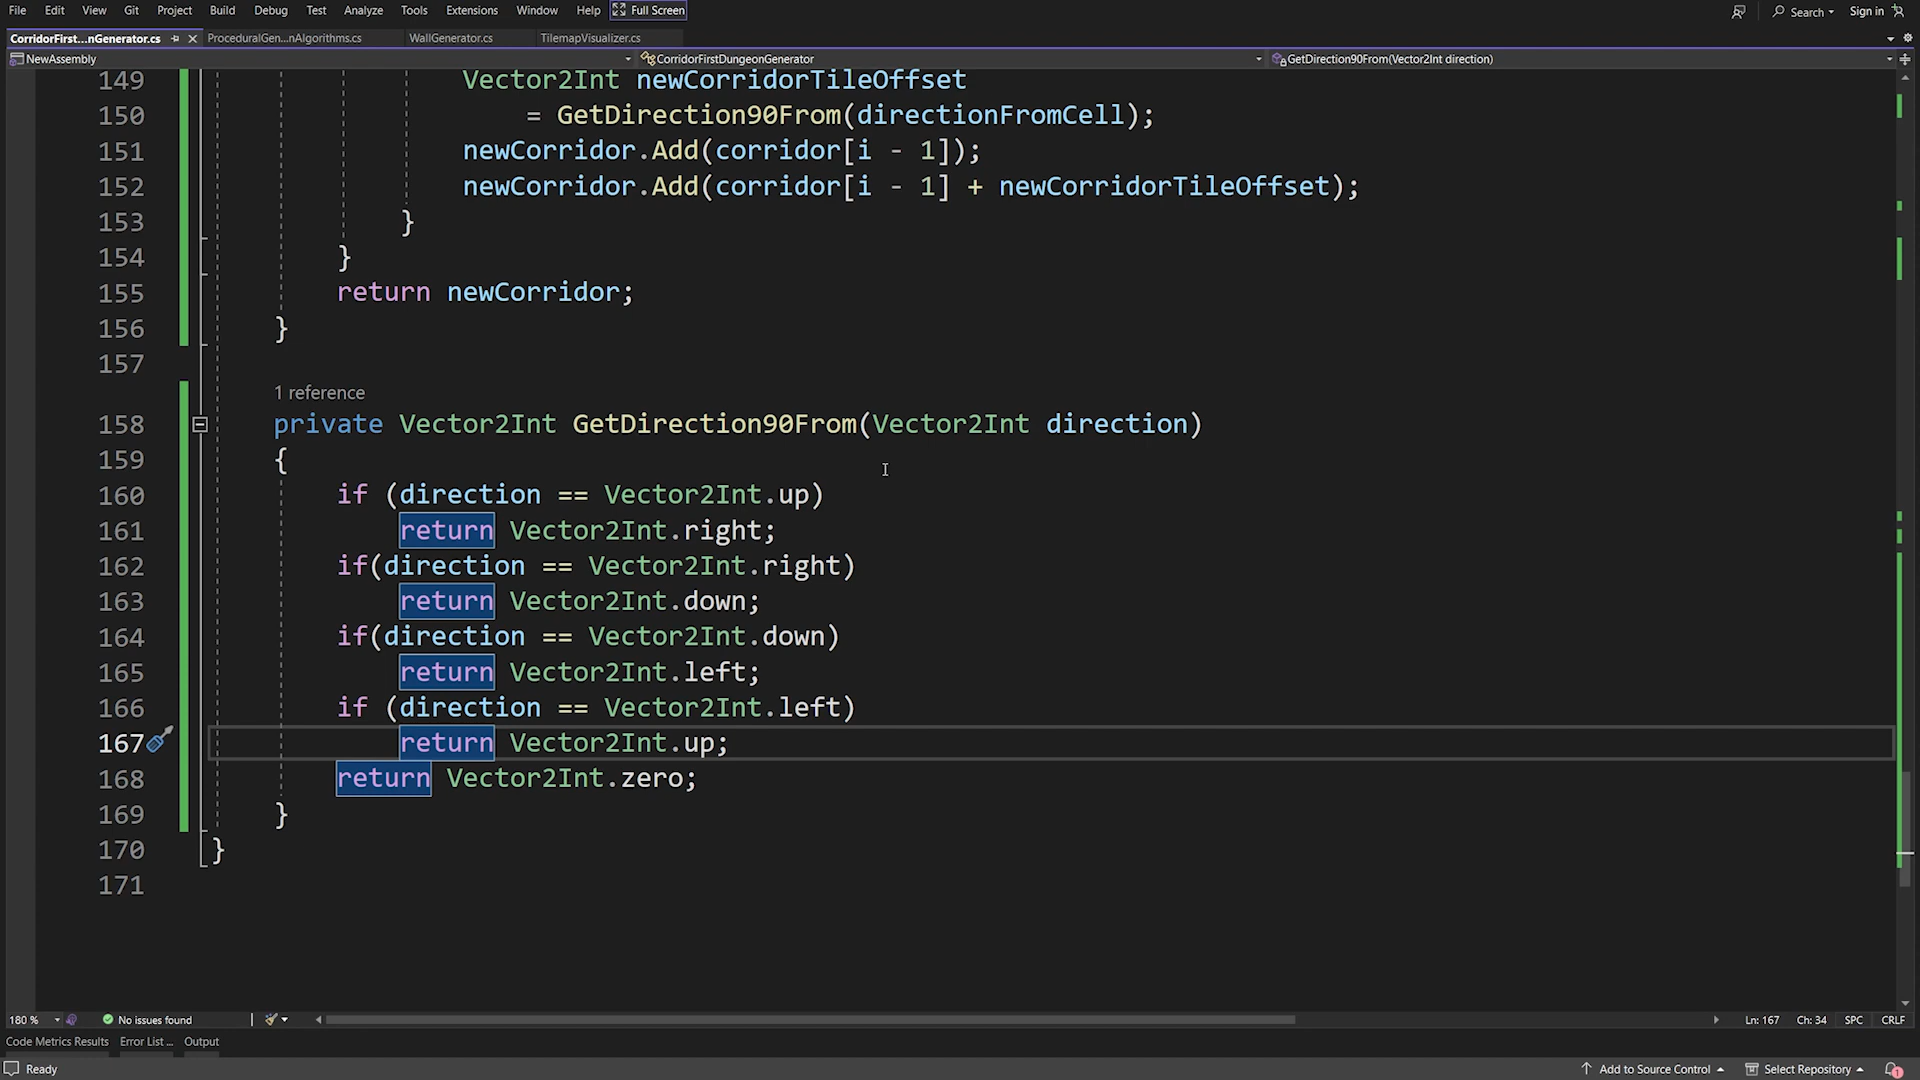 File Edit View Git Project Build Debug Test Analyze Tools Extensions Window Help Full Screen Search Sign in
CorridorFirst...nGenerator.cs ProceduralGen...nAlgorithms.cs WallGenerator.cs TilemapVisualizer.cs
NewAssembly CorridorFirstDungeonGenerator GetDirection90From(Vector2Int direction)
149 Vector2Int newCorridorTileOffset
150 = GetDirection90From(directionFromCell);
151 newCorridor.Add(corridor[i - 1]);
152 newCorridor.Add(corridor[i - 1] + newCorridorTileOffset);
153 }
154 }
155 return newCorridor;
156 }
157
1 reference
158 private Vector2Int GetDirection90From(Vector2Int direction)
159 {
160 if (direction == Vector2Int.up)
161 return Vector2Int.right;
162 if(direction == Vector2Int.right)
163 return Vector2Int.down;
164 if(direction == Vector2Int.down)
165 return Vector2Int.left;
166 if (direction == Vector2Int.left)
167 return Vector2Int.up;
168 return Vector2Int.zero;
169 }
170 }
171
180 % No issues found Ln: 167 Ch: 34 SPC CRLF
Code Metrics Results Error List ... Output
Ready Add to Source Control Select Repository 1